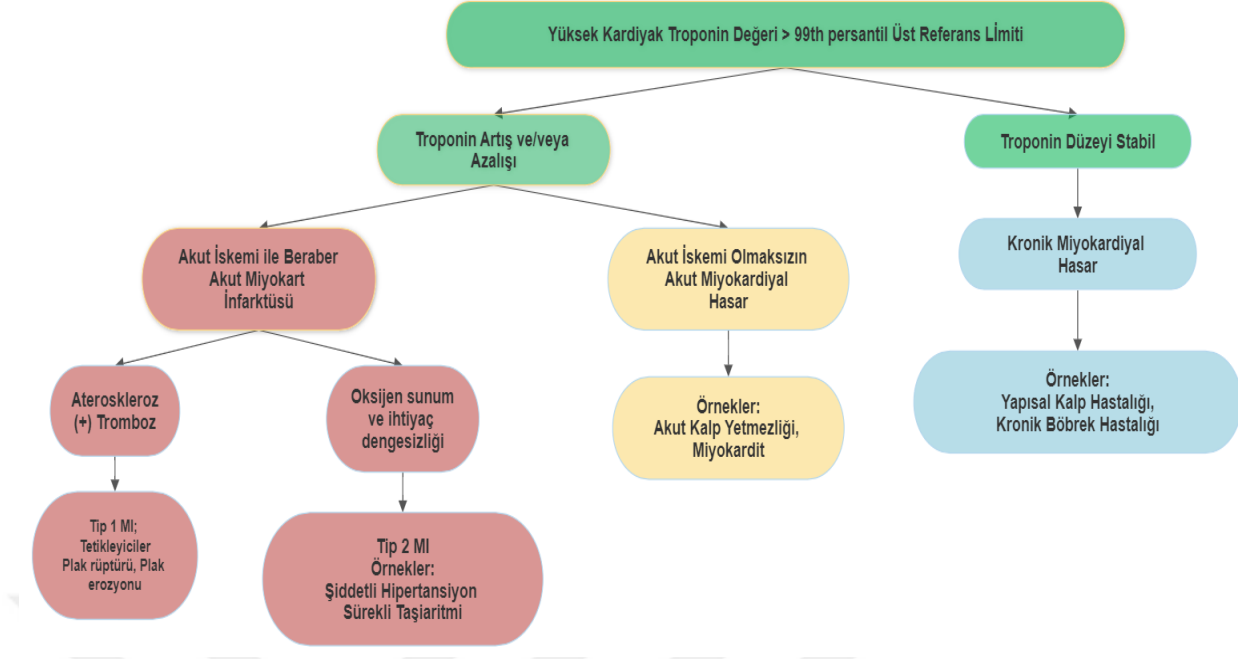 Yüksek Kardiyak Troponin Değeri > 99th persantil Üst Referans Lİmiti
Troponin Artış ve/veya
Azalışı
Troponin Düzeyi Stabil
Akut İskemi ile Beraber
Akut Miyokart
İnfarktüsü
Akut İskemi Olmaksızın
Akut Miyokardiyal
Hasar
Kronik Miyokardiyal
Hasar
Ateroskleroz
(+) Tromboz
Oksijen sunum
ve ihtiyaç
dengesizliği
Örnekler:
Akut Kalp Yetmezliği,
Miyokardit
Örnekler:
Yapısal Kalp Hastalığı,
Kronik Böbrek Hastalığı
Tip 1 MI;
Tetikleyiciler
Plak rüptürü, Plak
erozyonu
Tip 2 MI
Örnekler:
Şiddetli Hipertansiyon
Sürekli Taşiaritmi